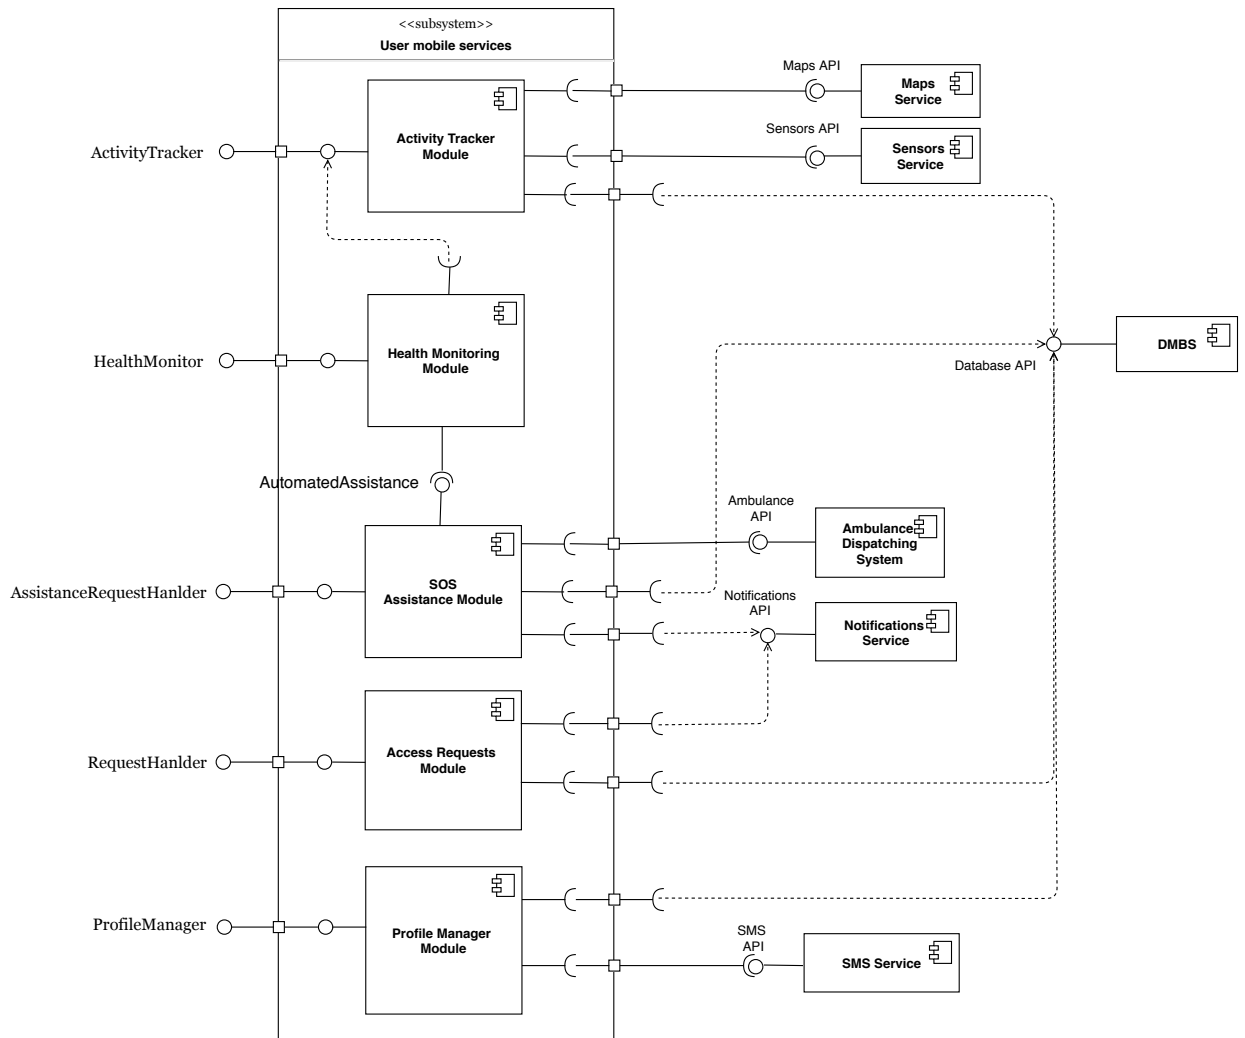 <<subsystem>>
User mobile services
Maps API
Maps
Service
Sensors API
Sensors
Service
Activity Tracker
Module
ActivityTracker
Health Monitoring
Module
HealthMonitor
DMBS
Database API
AutomatedAssistance
Ambulance
API
Ambulance
Dispatching
System
SOS
Assistance Module
AssistanceRequestHanlder
Notifications
API
Notifications
Service
Access Requests
Module
RequestHanlder
Profile Manager
Module
ProfileManager
SMS
API
SMS Service